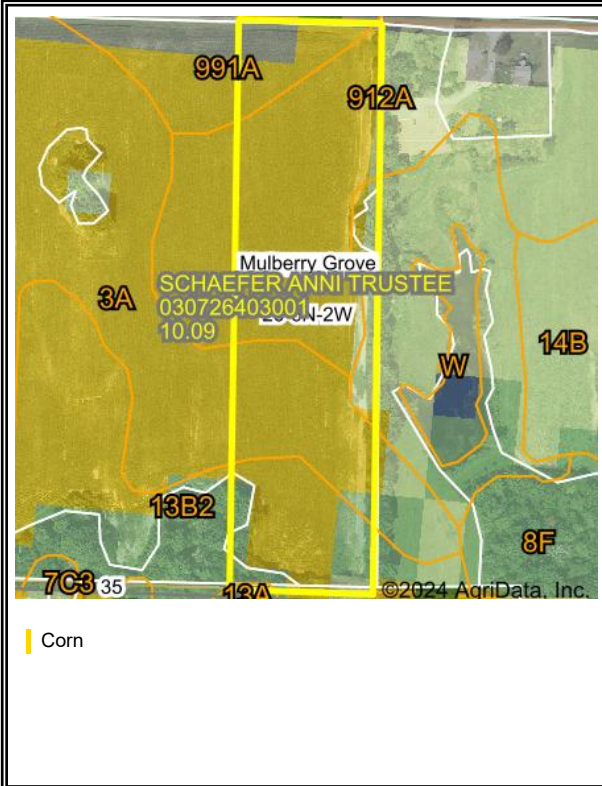 991A
912A
Mulberry Grove
SCHAEFER ANNI TRUSTEE
030726403001
10.09
3A
14B
W
13B2
8F
7C3
35
13A
©2024 AgriData, Inc.
Corn